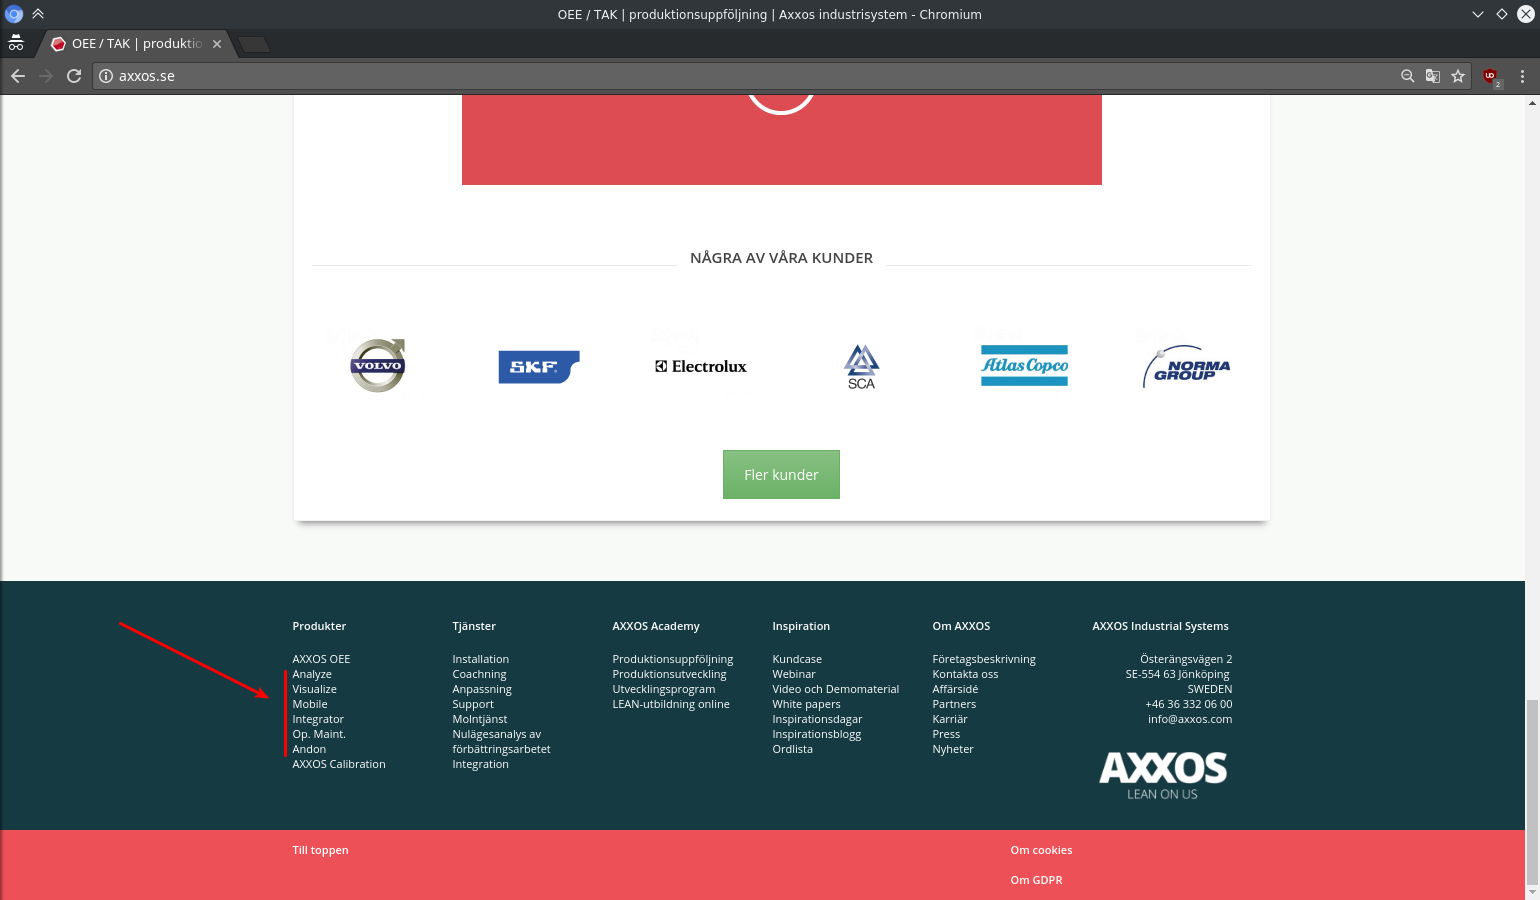 OEE / TAK | produktionsuppföljning | Axxos industrisystem - Chromium
OEE / TAK | produktio
axxos.se
2
NÅGRA AV VÅRA KUNDER
VOLVO
SKF
Electrolux
SCA
Atlas Copco
NORMA
GROUP
Fler kunder
Produkter
AXXOS OEE
Analyze
Visualize
Mobile
Integrator
Op. Maint.
Andon
AXXOS Calibration
Tjänster
Installation
Coachning
Anpassning
Support
Molntjänst
Nulägesanalys av
förbättringsarbetet
Integration
AXXOS Academy
Produktionsuppföljning
Produktionsutveckling
Utvecklingsprogram
LEAN-utbildning online
Inspiration
Kundcase
Webinar
Video och Demomaterial
White papers
Inspirationsdagar
Inspirationsblogg
Ordlista
Om AXXOS
Företagsbeskrivning
Kontakta oss
Affärsidé
Partners
Karriär
Press
Nyheter
AXXOS Industrial Systems
Österängsvägen 2
SE-554 63 Jönköping
SWEDEN
+46 36 332 06 00
info@axxos.com
AXXOS
LEAN ON US
Till toppen
Om cookies
Om GDPR